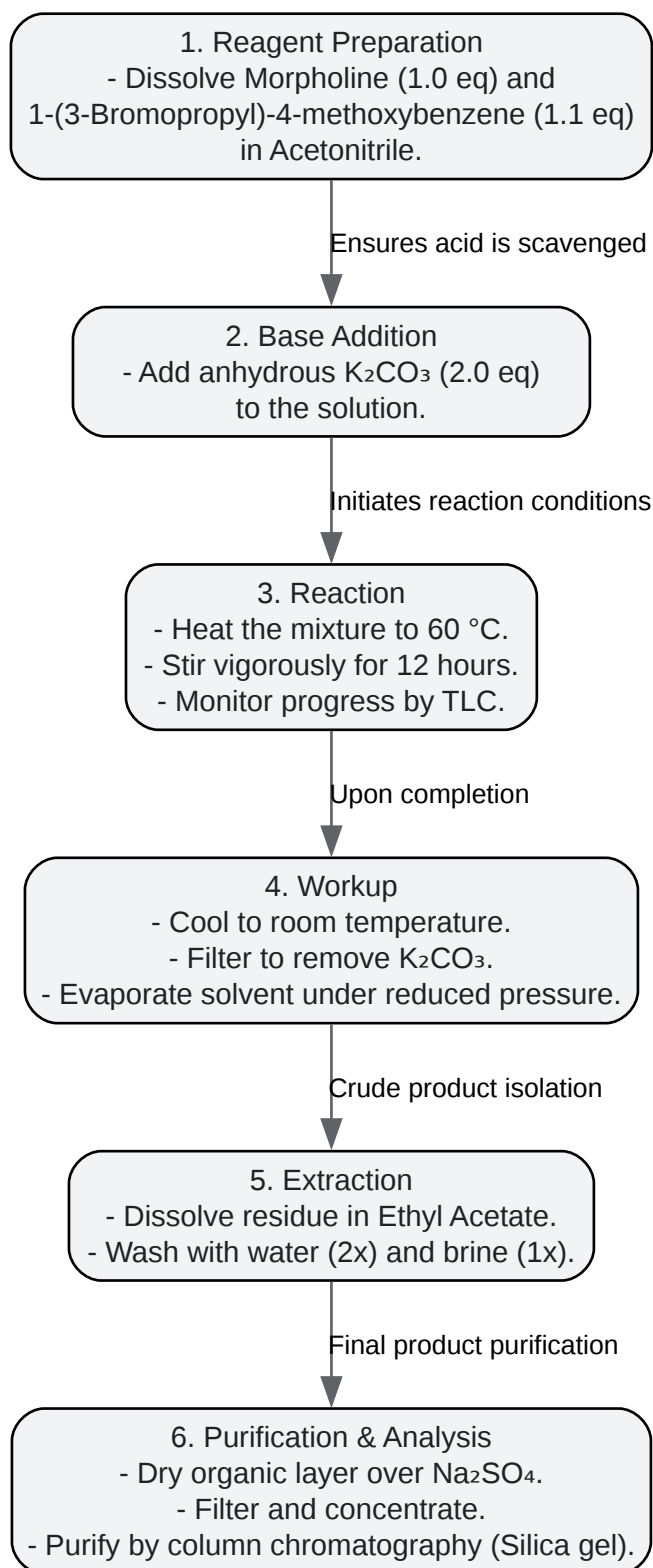 1. Reagent Preparation
- Dissolve Morpholine (1.0 eq) and
1-(3-Bromopropyl)-4-methoxybenzene (1.1 eq)
in Acetonitrile.
Ensures acid is scavenged
2. Base Addition
- Add anhydrous K₂CO₃ (2.0 eq)
to the solution.
Initiates reaction conditions
3. Reaction
- Heat the mixture to 60 °C.
- Stir vigorously for 12 hours.
- Monitor progress by TLC.
Upon completion
4. Workup
- Cool to room temperature.
- Filter to remove K₂CO₃.
- Evaporate solvent under reduced pressure.
Crude product isolation
5. Extraction
- Dissolve residue in Ethyl Acetate.
- Wash with water (2x) and brine (1x).
Final product purification
6. Purification & Analysis
- Dry organic layer over Na₂SO₄.
- Filter and concentrate.
- Purify by column chromatography (Silica gel).